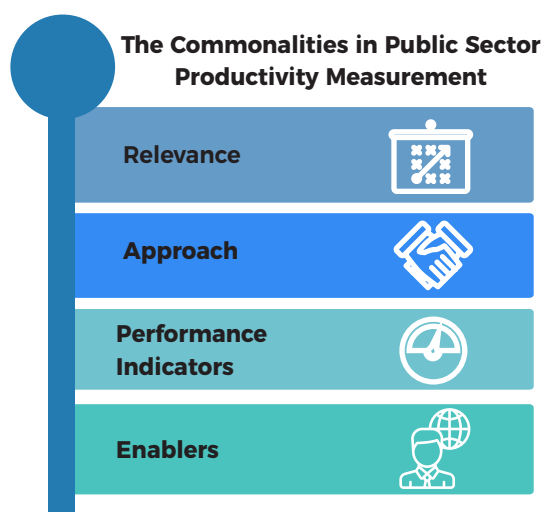 The Commonalities in Public Sector
Productivity Measurement
Relevance
Approach
Performance
Indicators
Enablers